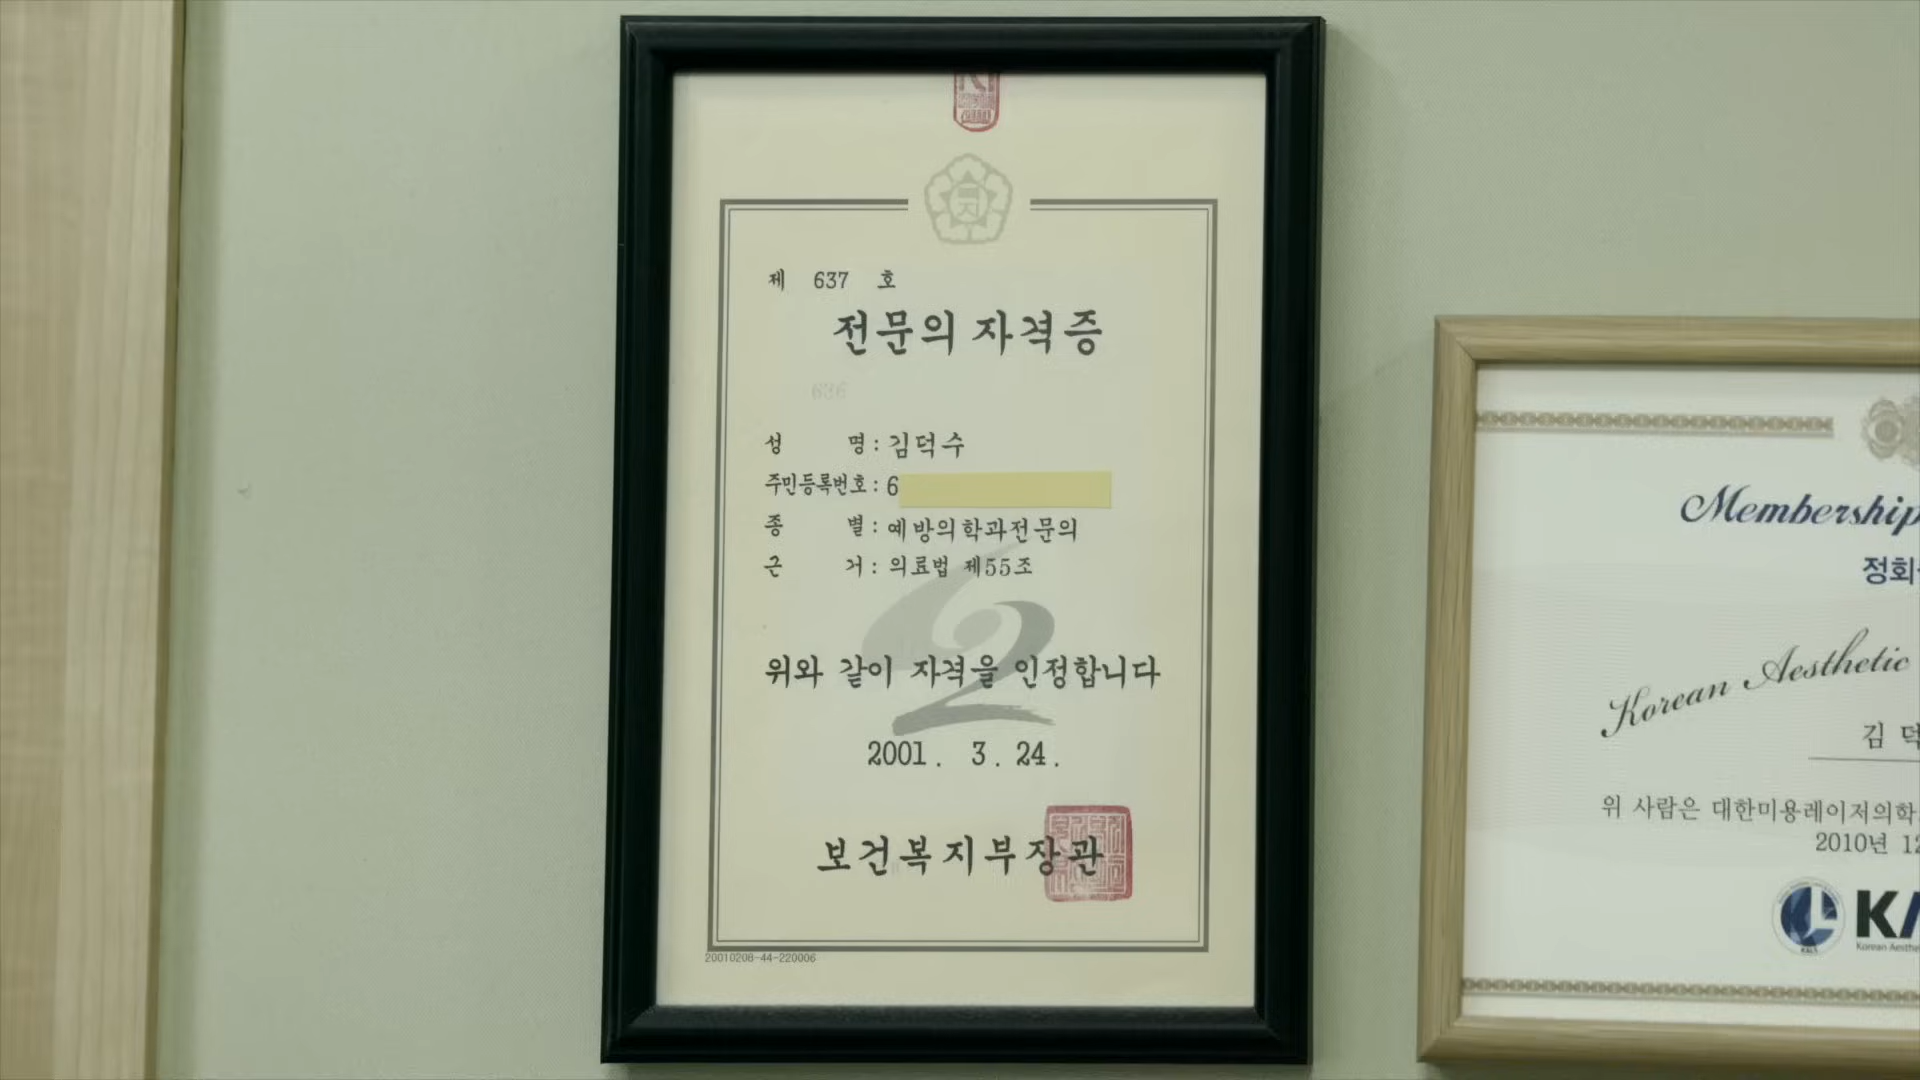 제 637 호
전문의 자격증
636
성 명 : 김덕수
주민등록번호 : 6
종 별 : 예방의학과전문의
근 거 : 의료법 제55조
위와 같이 자격을 인정합니다
2001. 3. 24.
보건복지부장관
20010208-44-220006
Membership
정회
Korean Aesthetic
김 덕
위 사람은 대한미용레이저의학
2010년 12
KA
Korean Aesthe